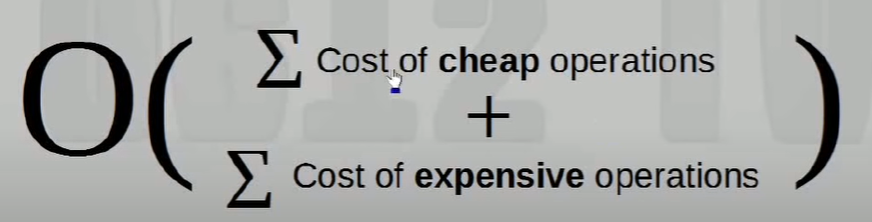 O( ∑ Cost of cheap operations
+
∑ Cost of expensive operations )